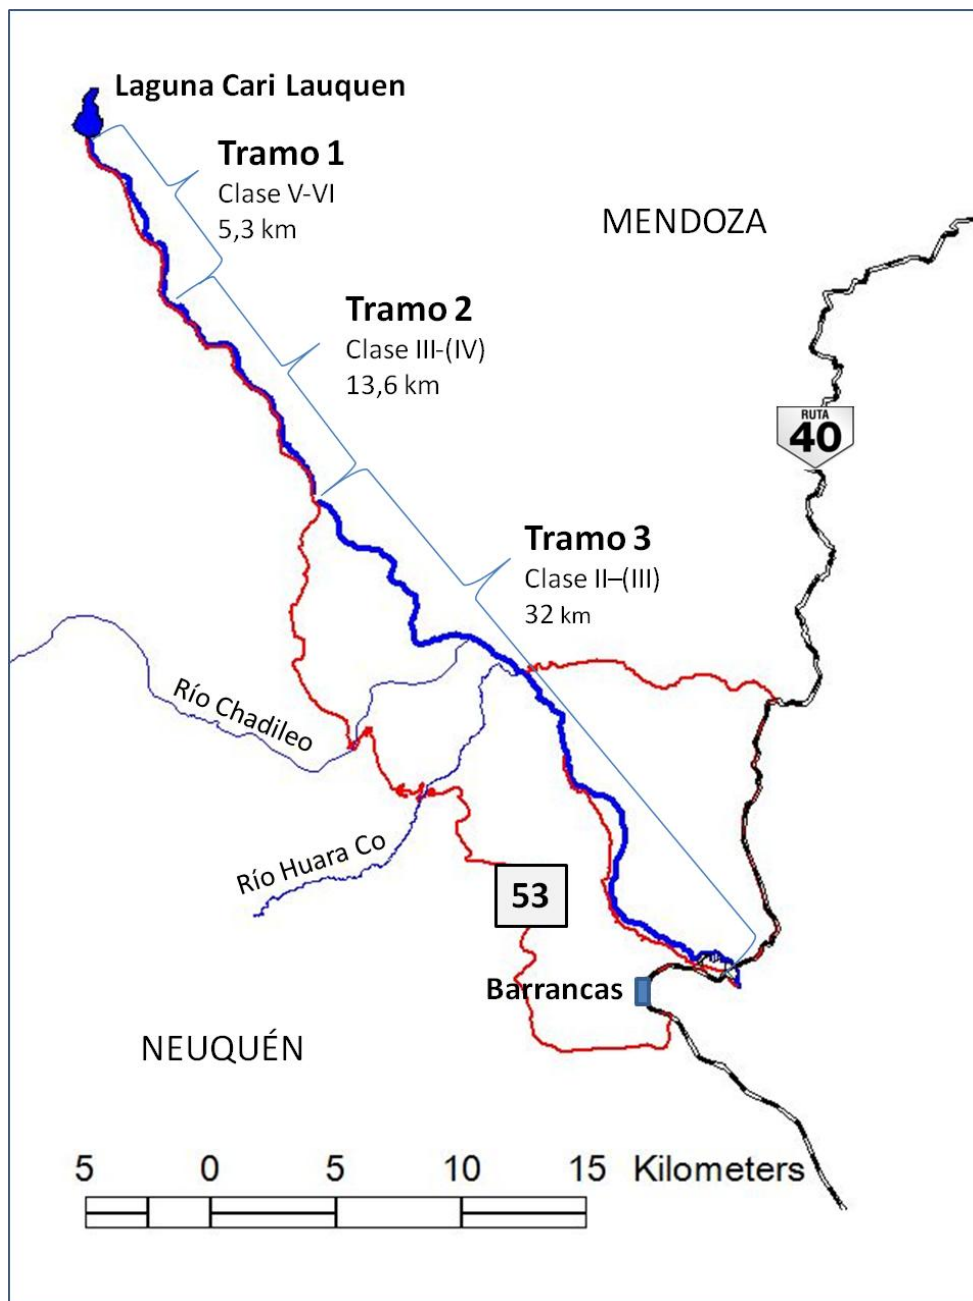 Laguna Cari Lauquen
Tramo 1
Clase V-VI
5,3 km
MENDOZA
Tramo 2
Clase III-(IV)
13,6 km
RUTA
40
Tramo 3
Clase II–(III)
32 km
Río Chadileo
Río Huara Co
53
Barrancas
NEUQUÉN
5 0 5 10 15 Kilometers